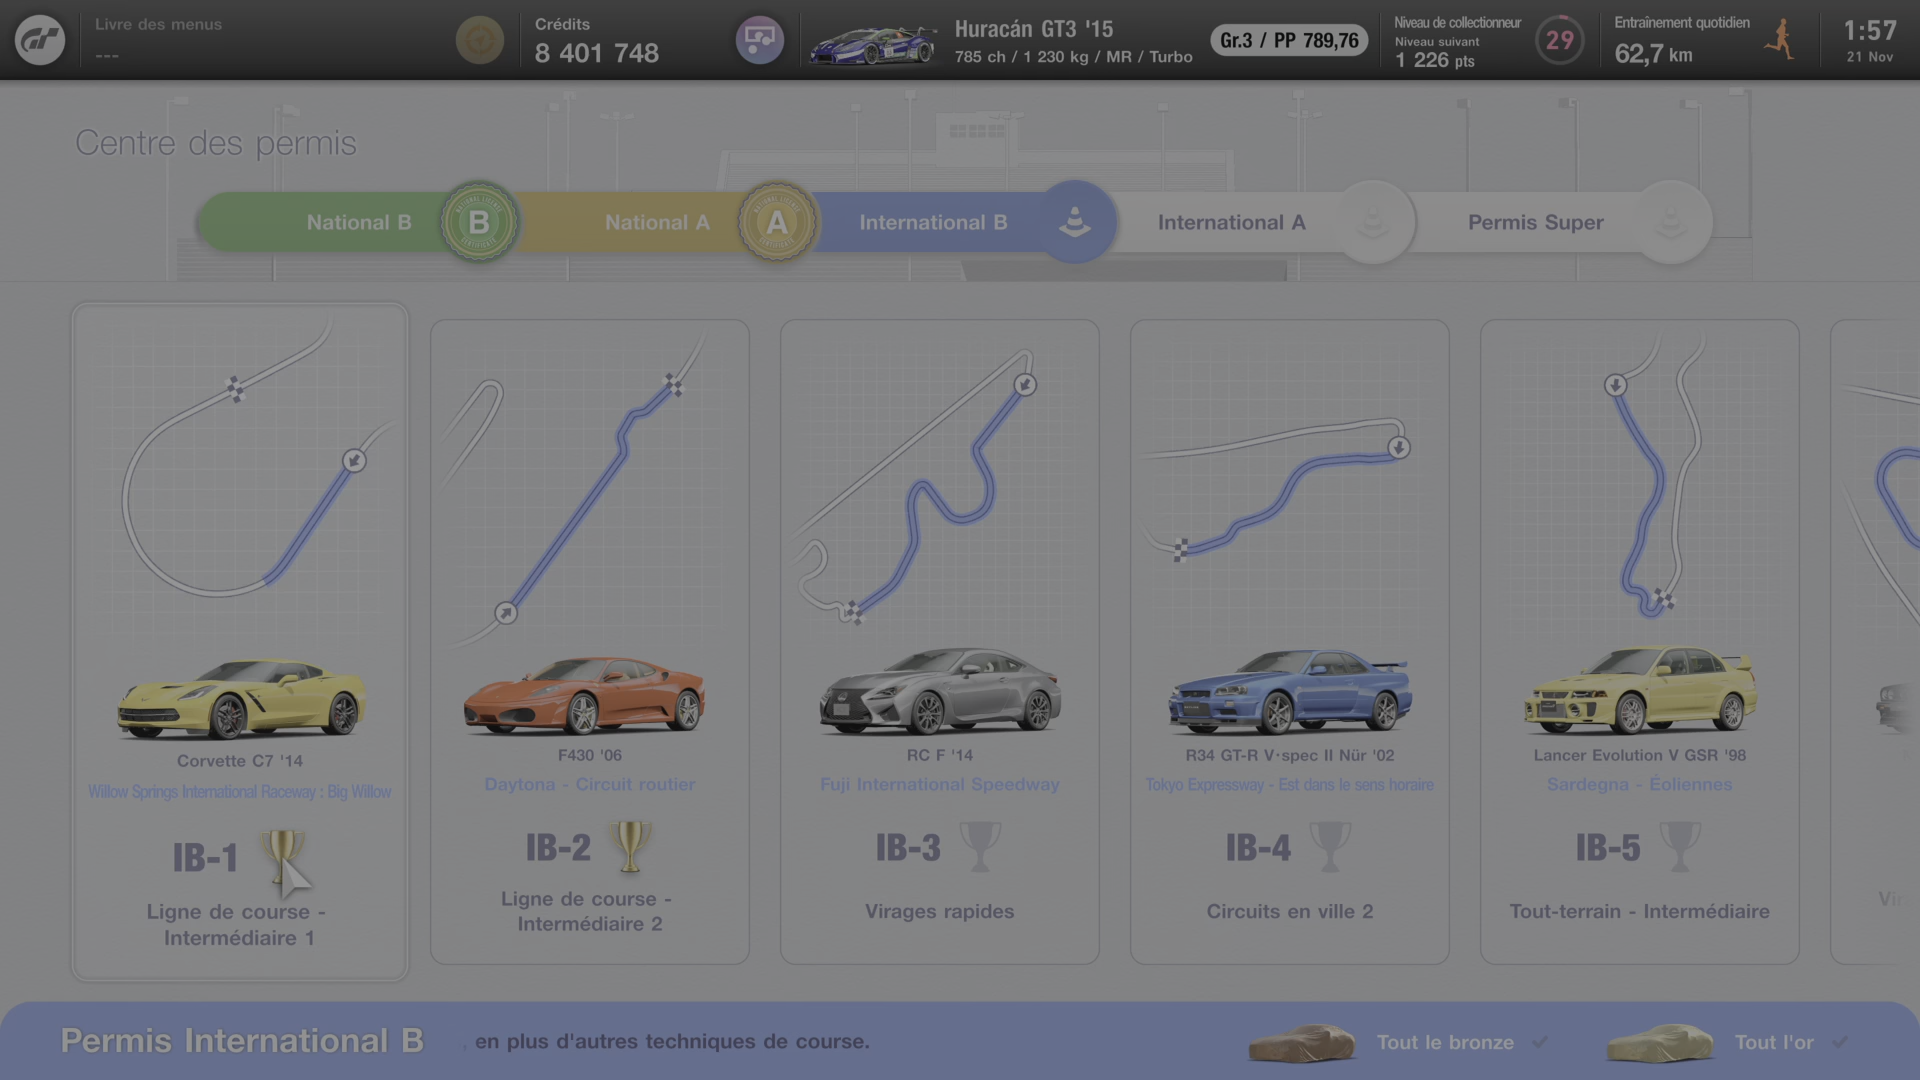 Livre des menus
---
Crédits
8 401 748
Huracán GT3 '15
785 ch / 1 230 kg / MR / Turbo
Gr.3 / PP 789,76
Niveau de collectionneur
Niveau suivant
1 226 pts
29
Entraînement quotidien
62,7 km
1:57
21 Nov
Centre des permis
National B
B
National A
A
International B
International A
Permis Super
Corvette C7 '14
Willow Springs International Raceway : Big Willow
IB-1
Ligne de course -
Intermédiaire 1
F430 '06
Daytona - Circuit routier
IB-2
Ligne de course -
Intermédiaire 2
RC F '14
Fuji International Speedway
IB-3
Virages rapides
R34 GT-R V·spec II Nür '02
Tokyo Expressway - Est dans le sens horaire
IB-4
Circuits en ville 2
Lancer Evolution V GSR '98
Sardegna - Éoliennes
IB-5
Tout-terrain - Intermédiaire
Permis International B
, en plus d'autres techniques de course.
Tout le bronze
Tout l'or